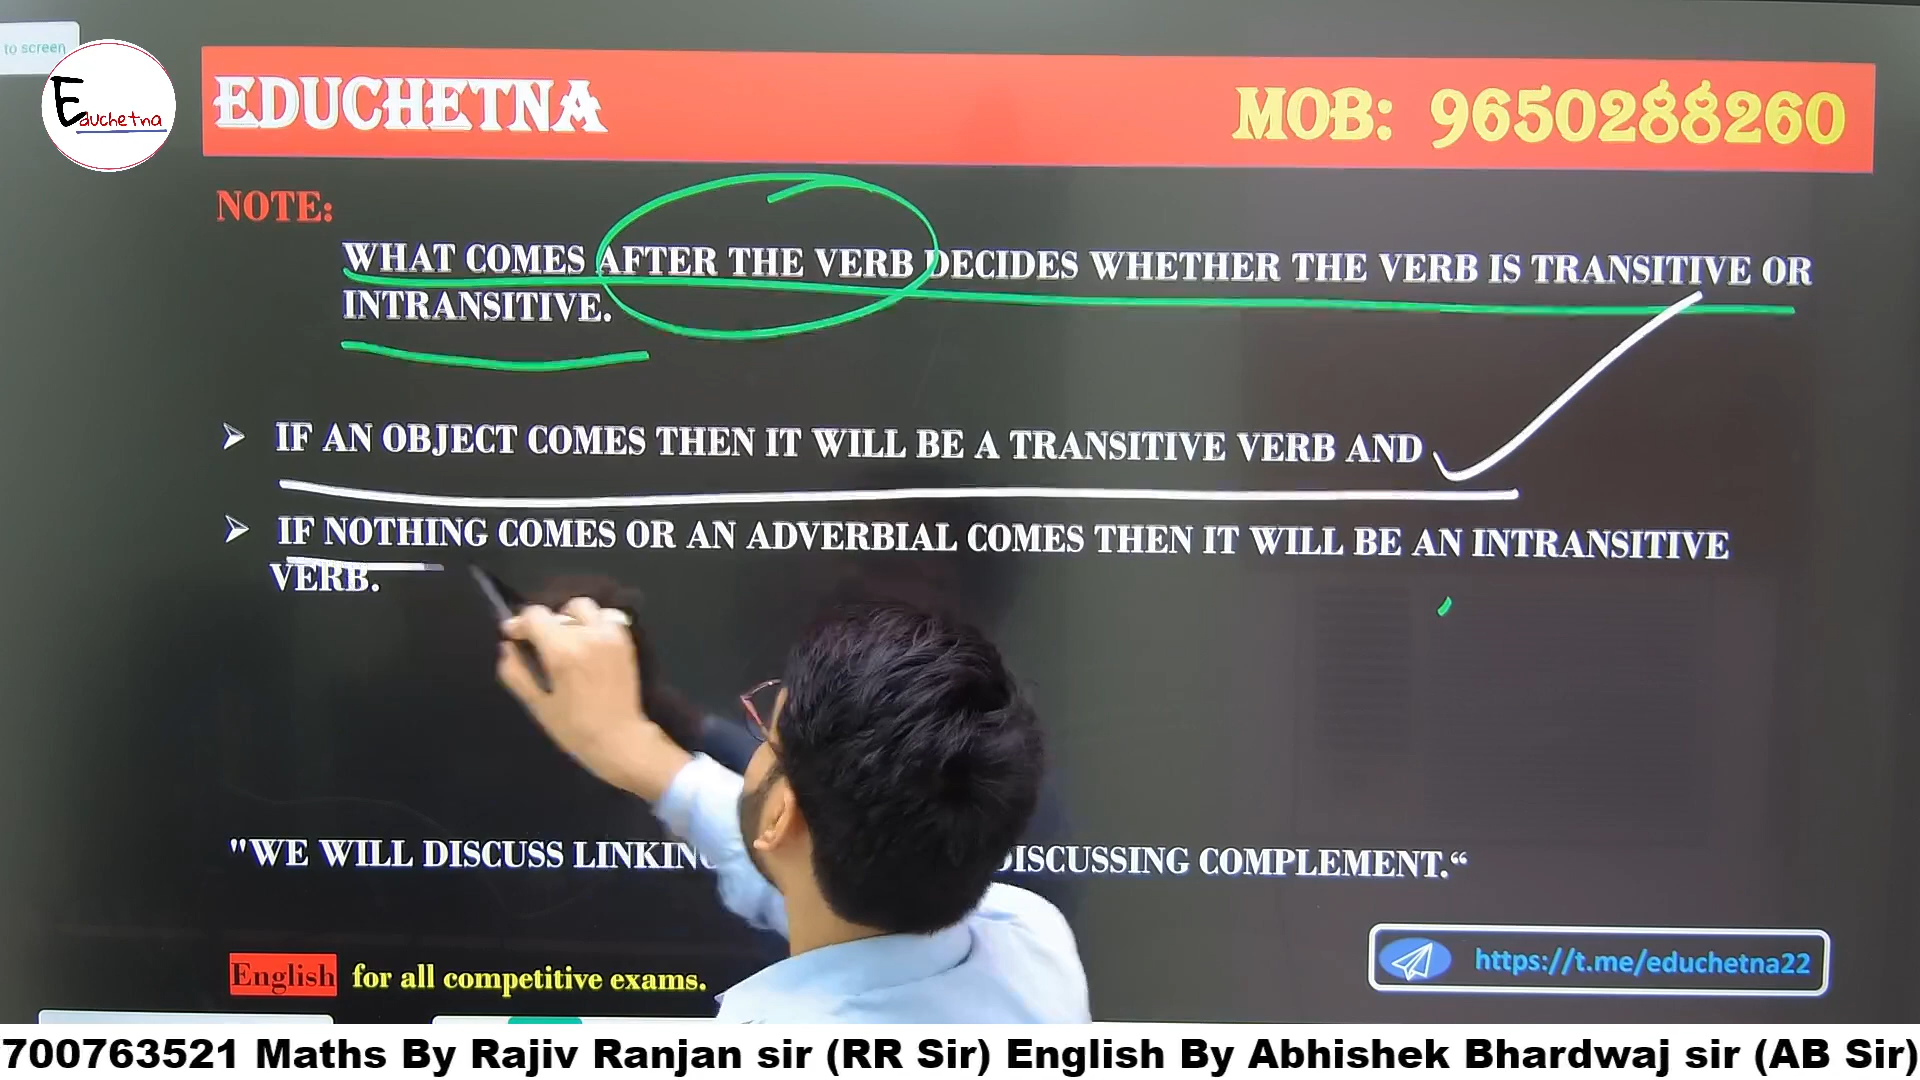 to screen
Educhetna
EDUCHETNA MOB: 9650288260
NOTE:
WHAT COMES AFTER THE VERB DECIDES WHETHER THE VERB IS TRANSITIVE OR
INTRANSITIVE.
➢ IF AN OBJECT COMES THEN IT WILL BE A TRANSITIVE VERB AND
➢ IF NOTHING COMES OR AN ADVERBIAL COMES THEN IT WILL BE AN INTRANSITIVE
VERB.
"WE WILL DISCUSS LINKING DISCUSSING COMPLEMENT.“
English for all competitive exams.
https://t.me/educhetna22
700763521 Maths By Rajiv Ranjan sir (RR Sir) English By Abhishek Bhardwaj sir (AB Sir)